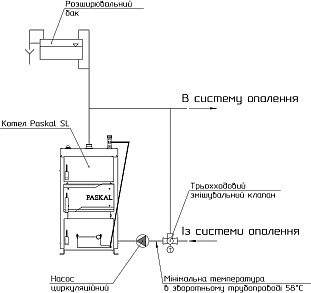 Розширювальний
бак
В систему опалення
Котел Paskal SL
PASKAL
Трьохходовий
змішувальний клапан
Із системи опалення
Насос
циркуляційний
Мінімальна температура
в зворотньому трубопроводі 58°С